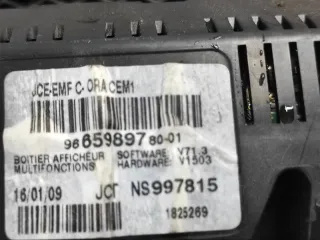 JCE-EMF C-ORA CEM1
96 659897 80-01
BOITIER AFFICHEUR SOFTWARE V71.3
MULTIFONCTIONS HARDWARE: V1503
16/01/09 JCT NS997815
1825269